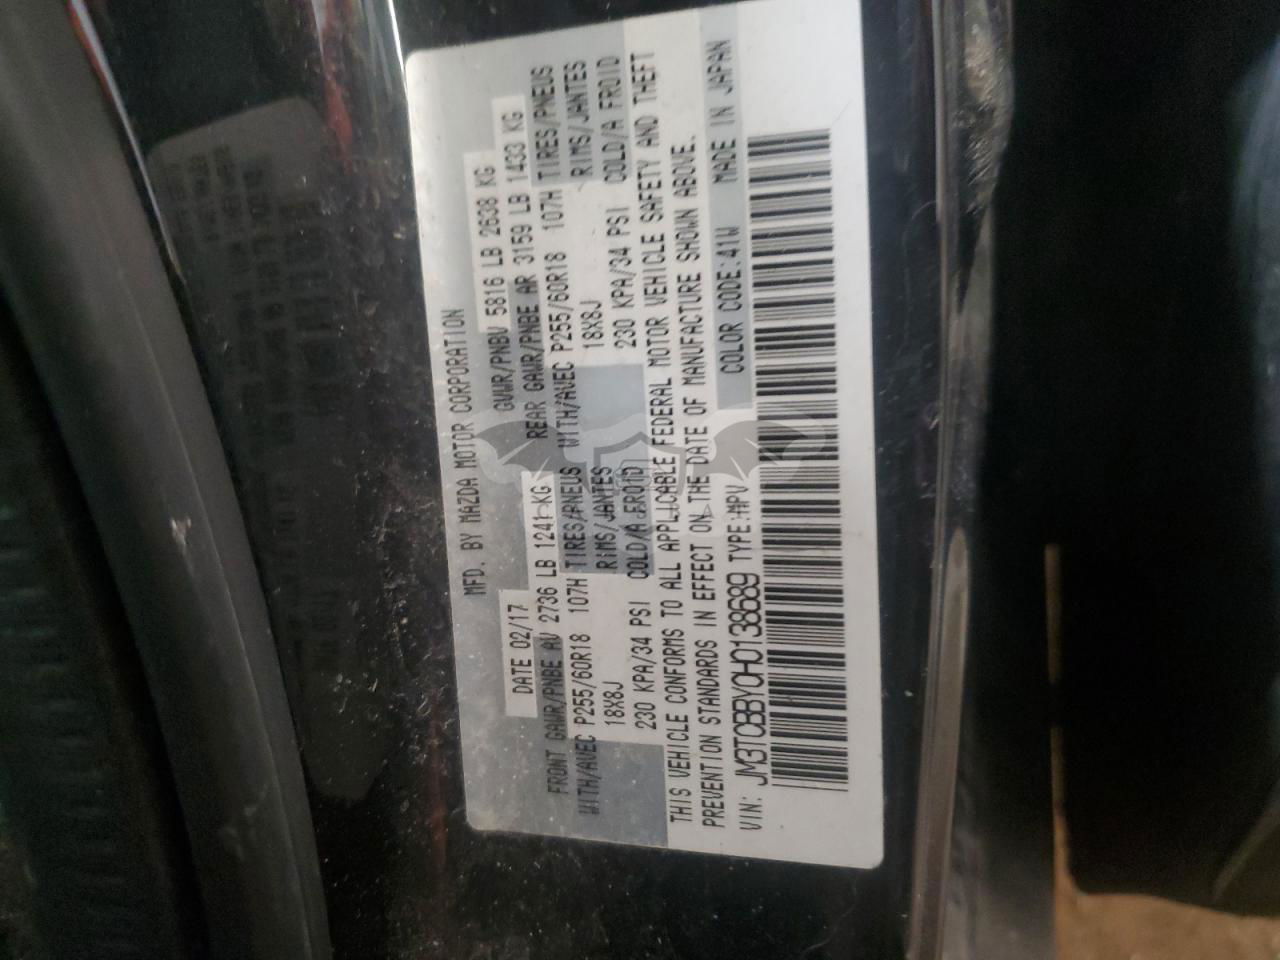 MFD. BY MAZDA MOTOR CORPORATION
DATE 02/17 GVWR/PNBV 5816 LB 2638 KG
FRONT GAWR/PNBE AV 2736 LB 1241 KG REAR GAWR/PNBE AR 3159 LB 1433 KG
WITH/AVEC P255/60R18 107H TIRES/PNEUS WITH/AVEC P255/60R18 107H TIRES/PNEUS
18X8J RIMS/JANTES 18X8J RIMS/JANTES
230 KPA/34 PSI COLD/A FROID 230 KPA/34 PSI COLD/A FROID
THIS VEHICLE CONFORMS TO ALL APPLICABLE FEDERAL MOTOR VEHICLE SAFETY AND THEFT
PREVENTION STANDARDS IN EFFECT ON THE DATE OF MANUFACTURE SHOWN ABOVE.
VIN: JM3TCBBY0H0138689 TYPE:MPV COLOR CODE:41W MADE IN JAPAN